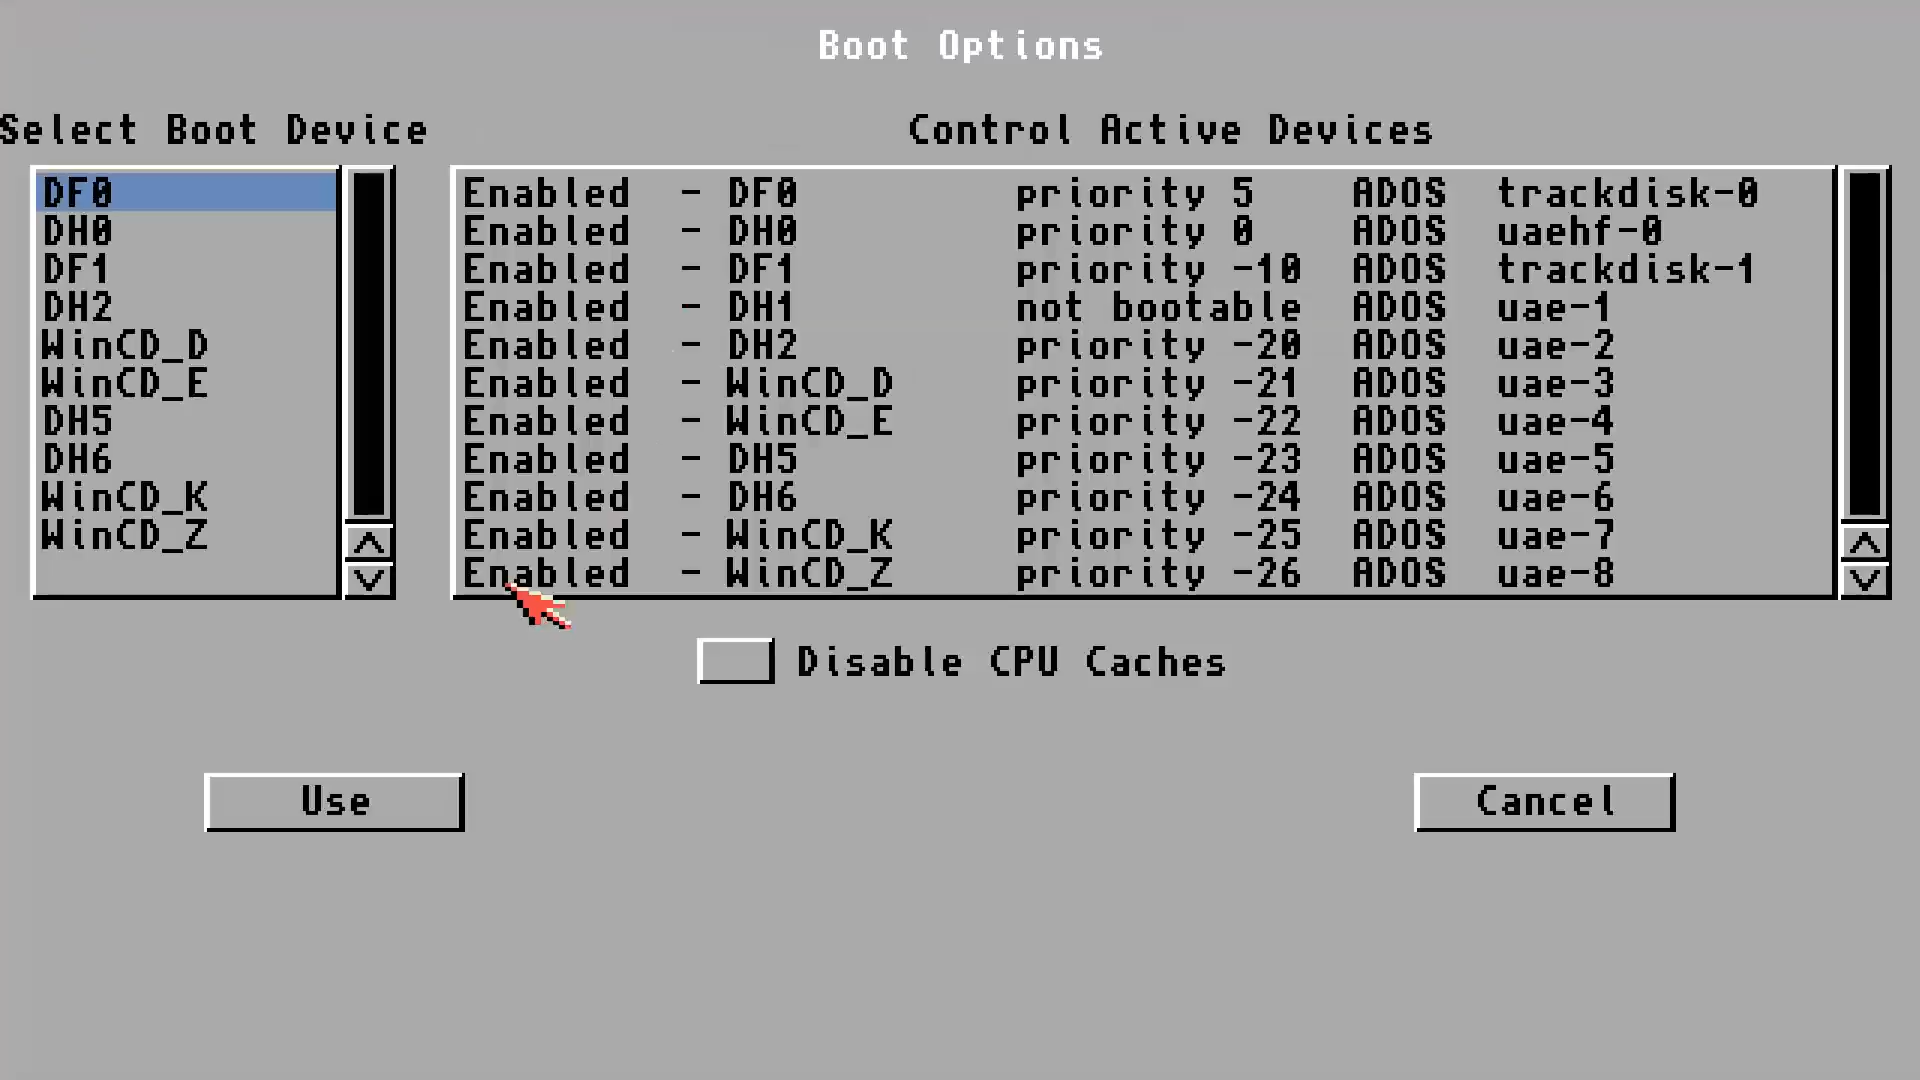 Boot Options
Select Boot Device
Control Active Devices
DF0
DH0
DF1
DH2
WinCD_D
WinCD_E
DH5
DH6
WinCD_K
WinCD_Z
Enabled - DF0 priority 5 ADOS trackdisk-0
Enabled - DH0 priority 0 ADOS uaehf-0
Enabled - DF1 priority -10 ADOS trackdisk-1
Enabled - DH1 not bootable ADOS uae-1
Enabled - DH2 priority -20 ADOS uae-2
Enabled - WinCD_D priority -21 ADOS uae-3
Enabled - WinCD_E priority -22 ADOS uae-4
Enabled - DH5 priority -23 ADOS uae-5
Enabled - DH6 priority -24 ADOS uae-6
Enabled - WinCD_K priority -25 ADOS uae-7
Enabled - WinCD_Z priority -26 ADOS uae-8
Disable CPU Caches
Use
Cancel